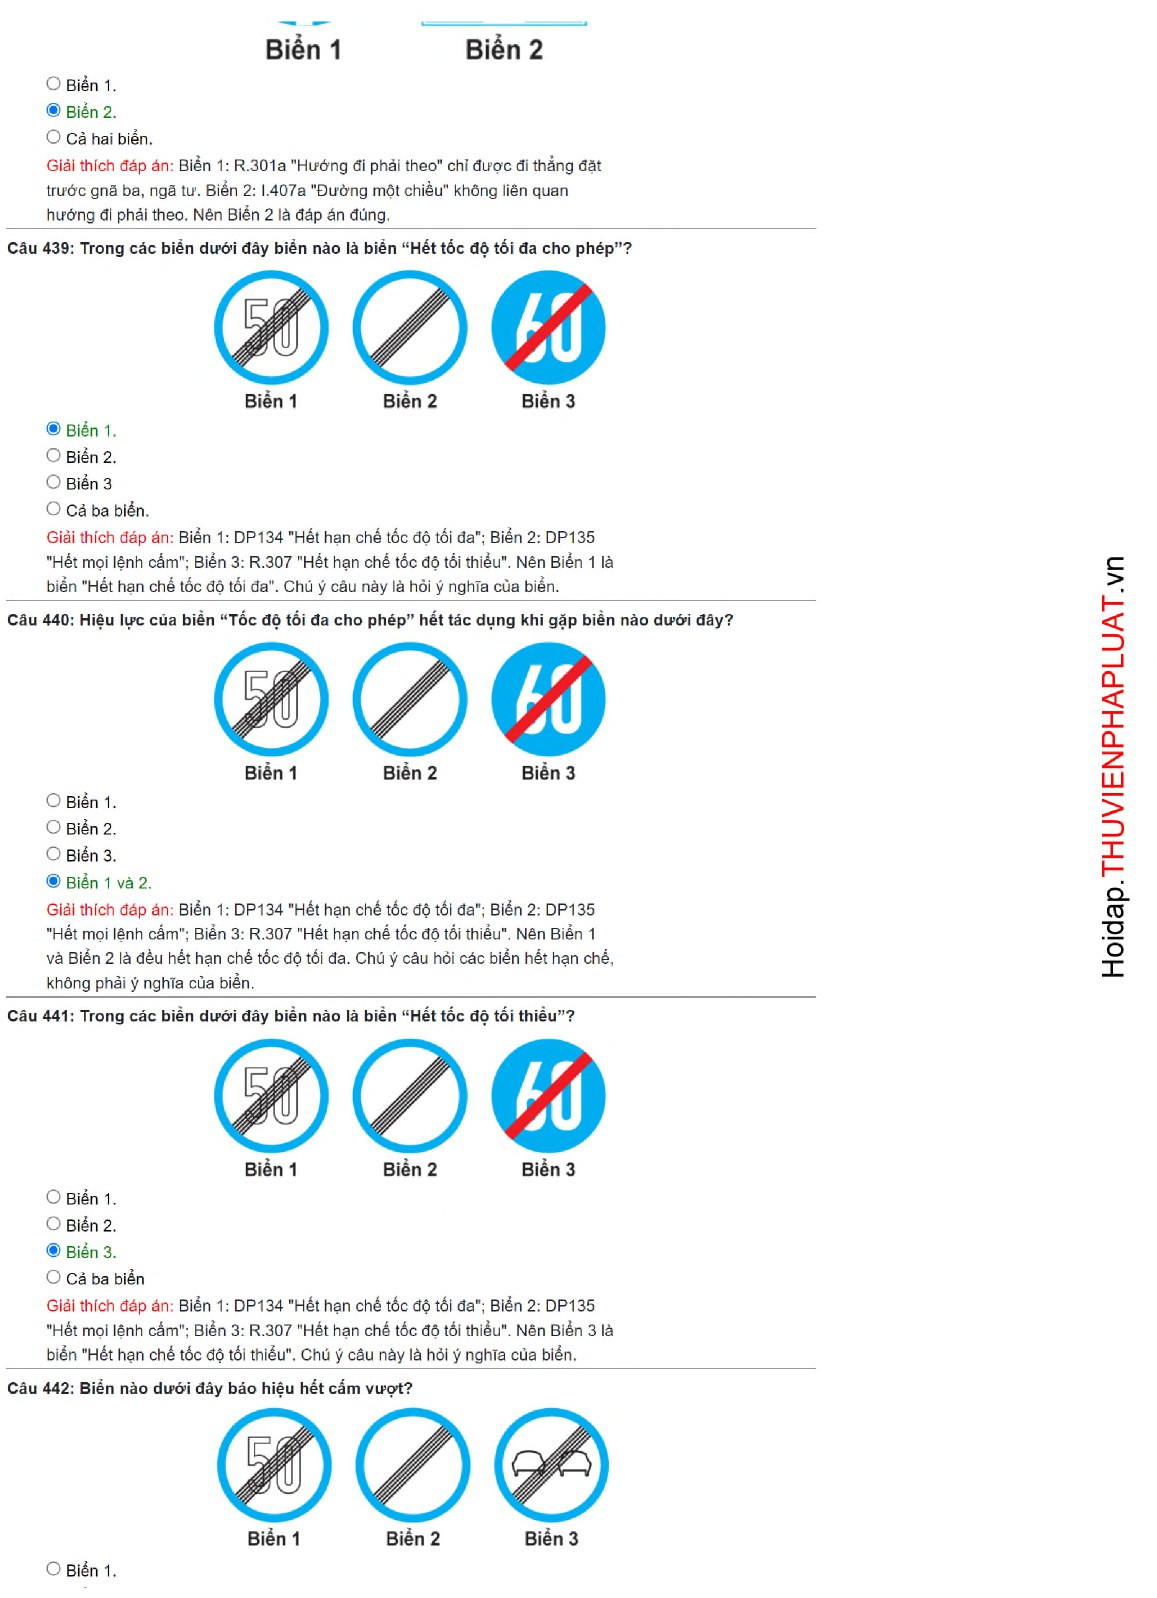 Biển 1
Biển 2
Biển 1.
Biển 2.
Cả hai biển.
Giải thích đáp án: Biển 1: R.301a "Hướng đi phải theo" chỉ được đi thẳng đặt
trước gnã ba, ngã tư. Biển 2: I.407a "Đường một chiều" không liên quan
hướng đi phải theo. Nên Biển 2 là đáp án đúng.
Câu 439: Trong các biển dưới đây biển nào là biển “Hết tốc độ tối đa cho phép”?
50
60
Biển 1
Biển 2
Biển 3
Biển 1.
Biển 2.
Biển 3
Cả ba biển.
Giải thích đáp án: Biển 1: DP134 "Hết hạn chế tốc độ tối đa"; Biển 2: DP135
"Hết mọi lệnh cấm"; Biển 3: R.307 "Hết hạn chế tốc độ tối thiểu". Nên Biển 1 là
biển "Hết hạn chế tốc độ tối đa". Chú ý câu này là hỏi ý nghĩa của biển.
Câu 440: Hiệu lực của biển “Tốc độ tối đa cho phép” hết tác dụng khi gặp biển nào dưới đây?
50
60
Biển 1
Biển 2
Biển 3
Biển 1.
Biển 2.
Biển 3.
Biển 1 và 2.
Giải thích đáp án: Biển 1: DP134 "Hết hạn chế tốc độ tối đa"; Biển 2: DP135
"Hết mọi lệnh cấm"; Biển 3: R.307 "Hết hạn chế tốc độ tối thiểu". Nên Biển 1
và Biển 2 là đều hết hạn chế tốc độ tối đa. Chú ý câu hỏi các biển hết hạn chế,
không phải ý nghĩa của biển.
Câu 441: Trong các biển dưới đây biển nào là biển “Hết tốc độ tối thiểu”?
50
60
Biển 1
Biển 2
Biển 3
Biển 1.
Biển 2.
Biển 3.
Cả ba biển
Giải thích đáp án: Biển 1: DP134 "Hết hạn chế tốc độ tối đa"; Biển 2: DP135
"Hết mọi lệnh cấm"; Biển 3: R.307 "Hết hạn chế tốc độ tối thiểu". Nên Biển 3 là
biển "Hết hạn chế tốc độ tối thiểu". Chú ý câu này là hỏi ý nghĩa của biển.
Câu 442: Biển nào dưới đây báo hiệu hết cấm vượt?
50
Biển 1
Biển 2
Biển 3
Biển 1.
Hoidap.THUVIENPHAPLUAT.vn